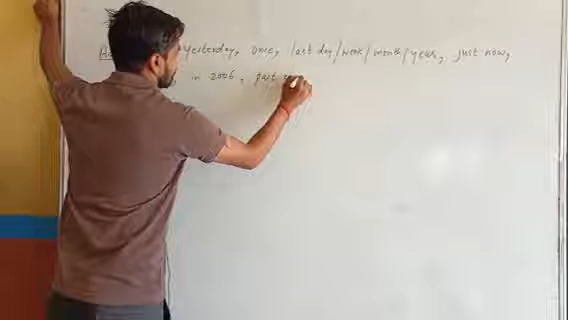 yesterday, once, last day/week/month/year, just now,
in 2006, past